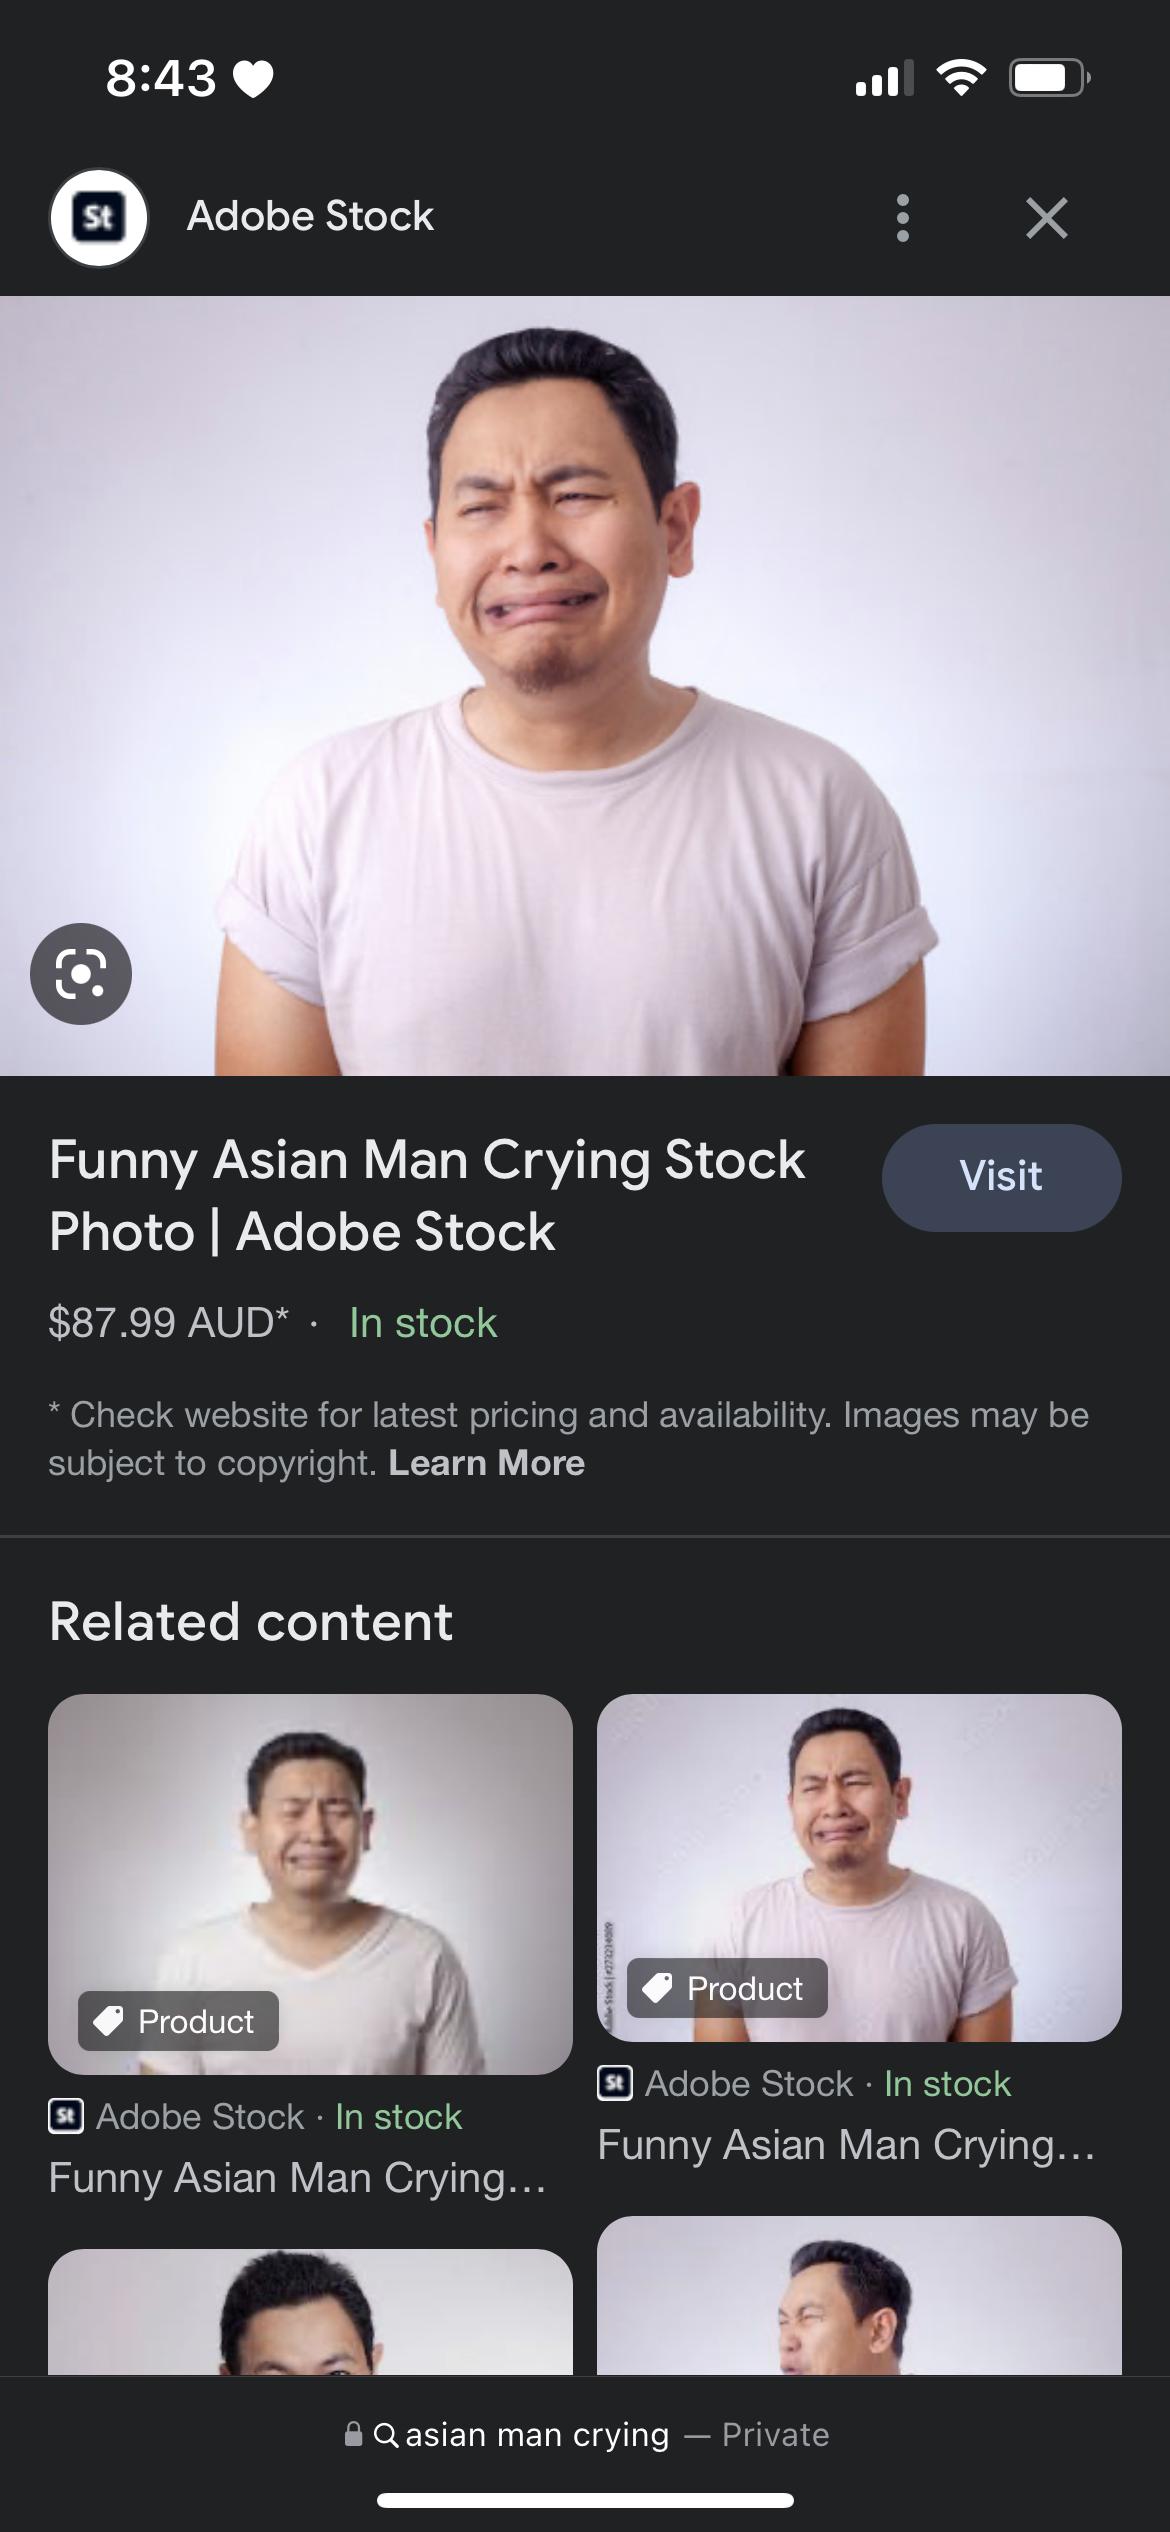 8:43
St
Adobe Stock
Funny Asian Man Crying Stock
Photo | Adobe Stock
Visit
$87.99 AUD* · In stock
* Check website for latest pricing and availability. Images may be
subject to copyright. Learn More
Related content
Product
St Adobe Stock · In stock
Funny Asian Man Crying...
Product
St Adobe Stock · In stock
Funny Asian Man Crying...
asian man crying — Private